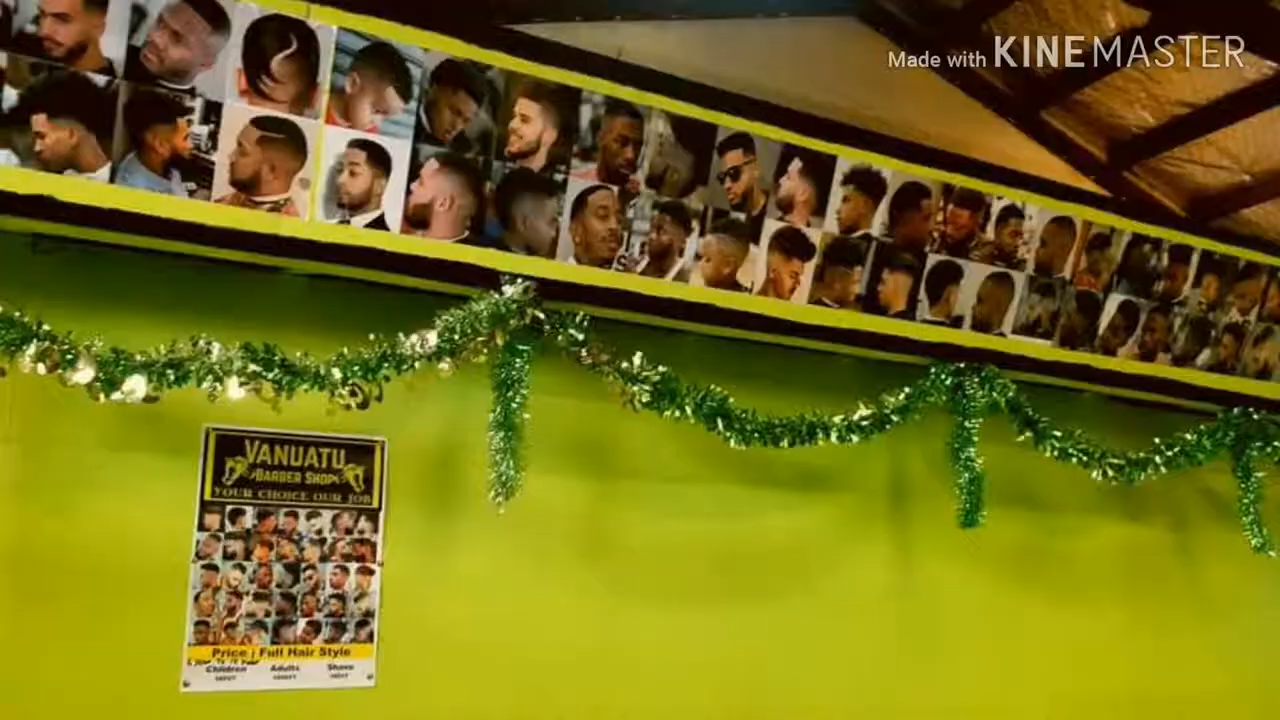 Made with KINEMASTER
VANUATU
BARBER SHOP
YOUR CHOICE OUR JOB
Price | Full Hair Style
Children Adults Shave